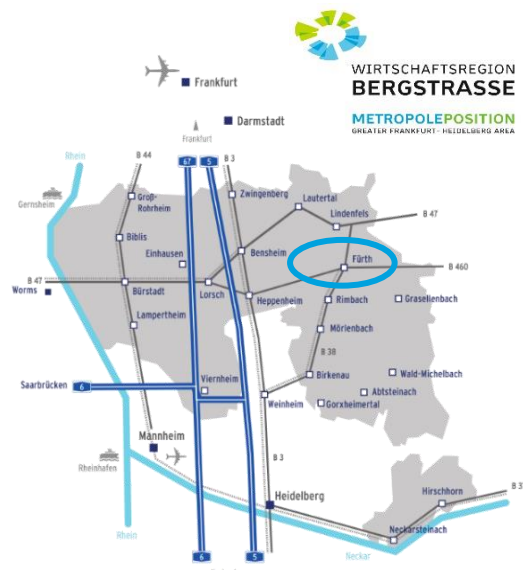 WIRTSCHAFTSREGION
BERGSTRASSE
METROPOLEPOSITION
GREATER FRANKFURT - HEIDELBERG AREA
Frankfurt
Darmstadt
Frankfurt
Rhein
B 44
67
5
B 3
Gernsheim
Groß-
Rohrheim
Zwingenberg
Lautertal
Lindenfels
B 47
Biblis
Einhausen
Bensheim
Fürth
B 460
B 47
Worms
Bürstadt
Lorsch
Heppenheim
Rimbach
Grasellenbach
Lampertheim
Mörlenbach
B 38
Saarbrücken
6
Viernheim
Birkenau
Wald-Michelbach
Weinheim
Abtsteinach
Gorxheimertal
Mannheim
Rheinhafen
B 3
Heidelberg
Hirschhorn
B 3
Rhein
Neckarsteinach
Neckar
6
5